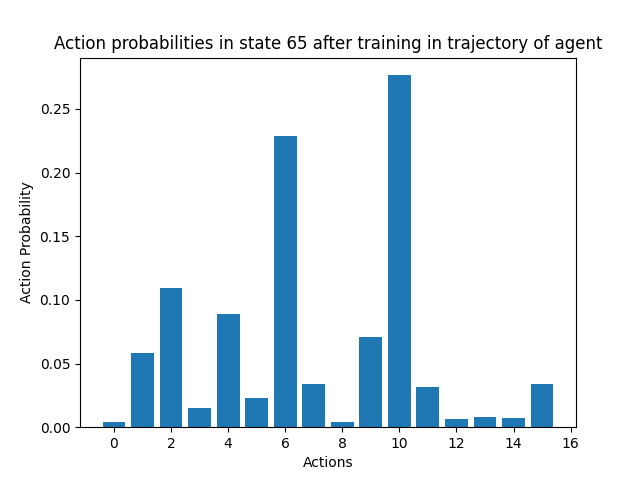 Action probabilities in state 65 after training in trajectory of agent
0.25
0.20
0.15
0.10
0.05
0.00
Action Probability
0 2 4 6 8 10 12 14 16
Actions